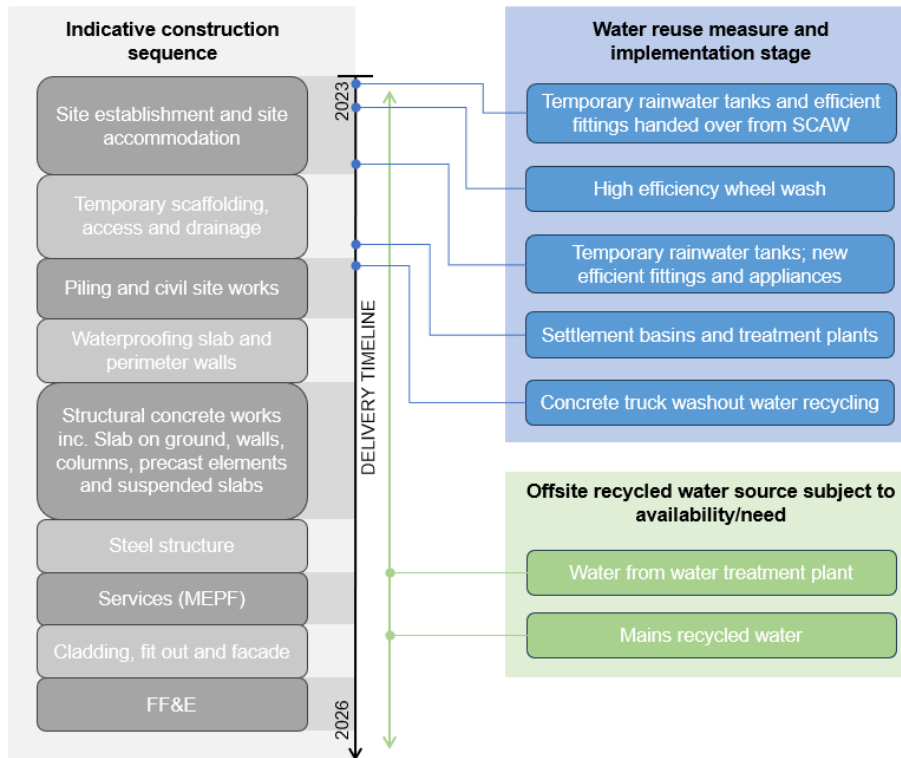 Indicative construction
sequence
Site establishment and site
accommodation
Temporary scaffolding,
access and drainage
Piling and civil site works
Waterproofing slab and
perimeter walls
Structural concrete works
inc. Slab on ground, walls,
columns, precast elements
and suspended slabs
Steel structure
Services (MEPF)
Cladding, fit out and facade
FF&E
2023
DELIVERY TIMELINE
2026
Water reuse measure and
implementation stage
Temporary rainwater tanks and efficient
fittings handed over from SCAW
High efficiency wheel wash
Temporary rainwater tanks; new
efficient fittings and appliances
Settlement basins and treatment plants
Concrete truck washout water recycling
Offsite recycled water source subject to
availability/need
Water from water treatment plant
Mains recycled water